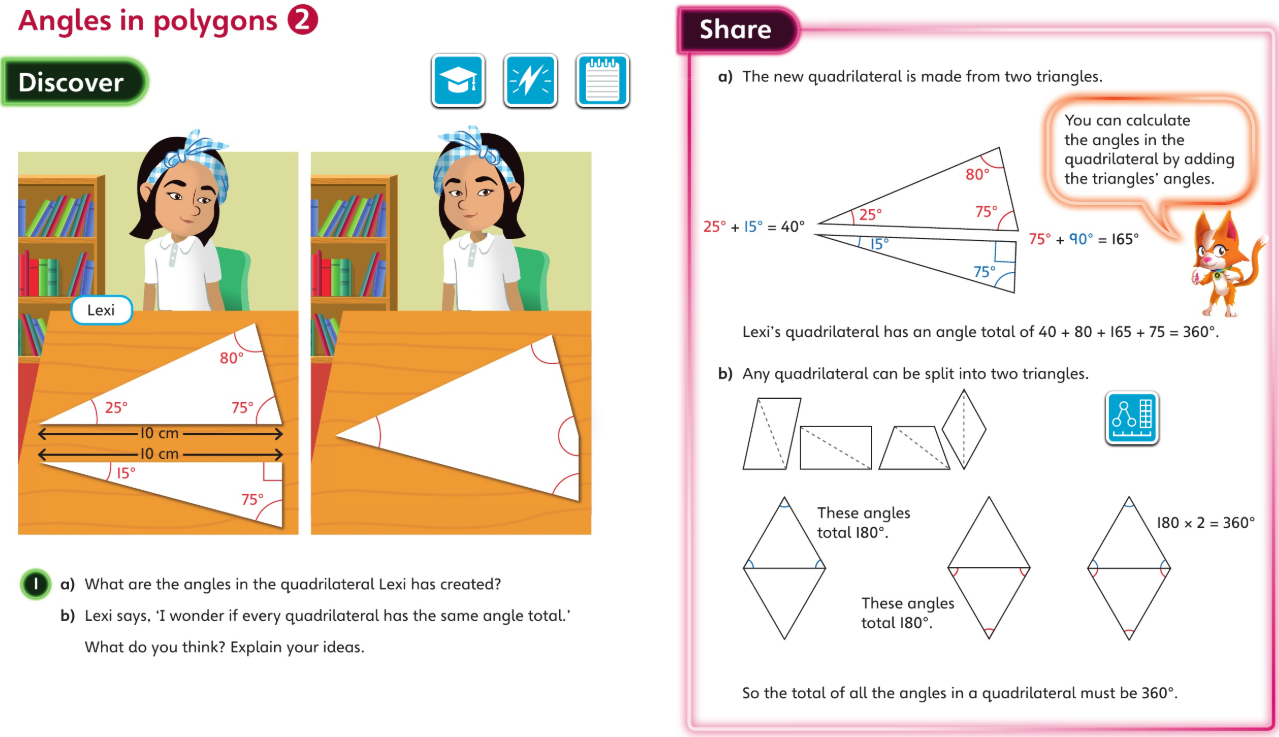 Angles in polygons 2
Discover
Lexi
80°
25°
75°
10 cm
10 cm
15°
75°
1 a) What are the angles in the quadrilateral Lexi has created?
b) Lexi says, ‘I wonder if every quadrilateral has the same angle total.’
What do you think? Explain your ideas.
Share
a) The new quadrilateral is made from two triangles.
You can calculate
the angles in the
quadrilateral by adding
the triangles’ angles.
80°
25°
75°
25° + 15° = 40°
75° + 90° = 165°
15°
75°
Lexi’s quadrilateral has an angle total of 40 + 80 + 165 + 75 = 360°.
b) Any quadrilateral can be split into two triangles.
These angles
total 180°.
180 × 2 = 360°
These angles
total 180°.
So the total of all the angles in a quadrilateral must be 360°.